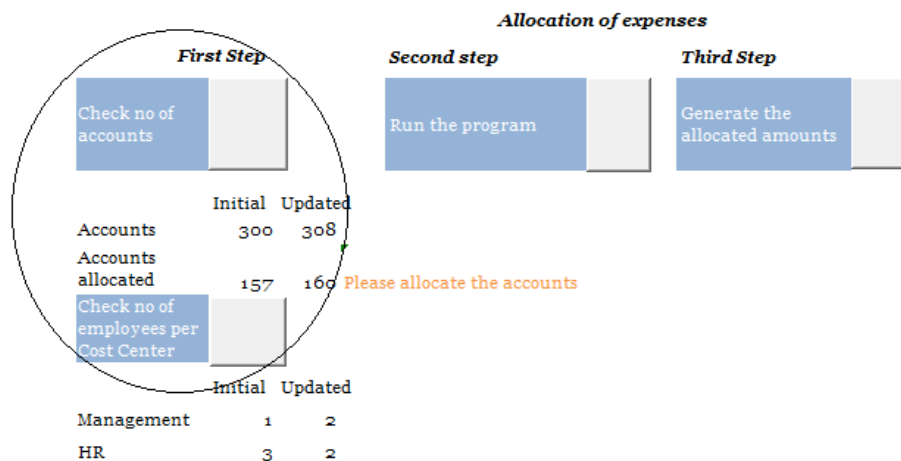 Allocation of expenses
First Step
Second step
Third Step
Check no of
accounts
Run the program
Generate the
allocated amounts
Initial Updated
Accounts 300 308
Accounts
allocated 157 160 Please allocate the accounts
Check no of
employees per
Cost Center
Initial Updated
Management 1 2
HR 3 2